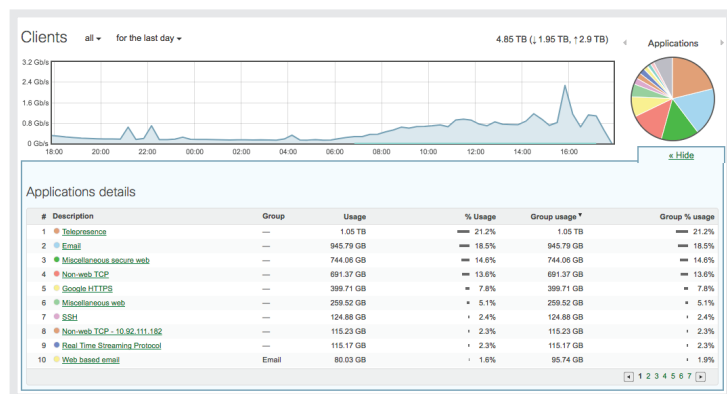 Clients all for the last day 4.85 TB (↓ 1.95 TB, ↑ 2.9 TB) Applications
3.2 Gb/s
2.4 Gb/s
1.6 Gb/s
0.8 Gb/s
0 Gb/s
18:00 20:00 22:00 00:00 02:00 04:00 06:00 08:00 10:00 12:00 14:00 16:00
« Hide
Applications details
# Description Group Usage % Usage Group usage ▼ Group % usage
1 Telepresence — 1.05 TB 21.2% 1.05 TB 21.2%
2 Email — 945.79 GB 18.5% 945.79 GB 18.5%
3 Miscellaneous secure web — 744.06 GB 14.6% 744.06 GB 14.6%
4 Non-web TCP — 691.37 GB 13.6% 691.37 GB 13.6%
5 Google HTTPS — 399.71 GB 7.8% 399.71 GB 7.8%
6 Miscellaneous web — 259.52 GB 5.1% 259.52 GB 5.1%
7 SSH — 124.88 GB 2.4% 124.88 GB 2.4%
8 Non-web TCP - 10.92.111.182 — 115.23 GB 2.3% 115.23 GB 2.3%
9 Real Time Streaming Protocol — 115.17 GB 2.3% 115.17 GB 2.3%
10 Web based email Email 80.03 GB 1.6% 95.74 GB 1.9%
1 2 3 4 5 6 7